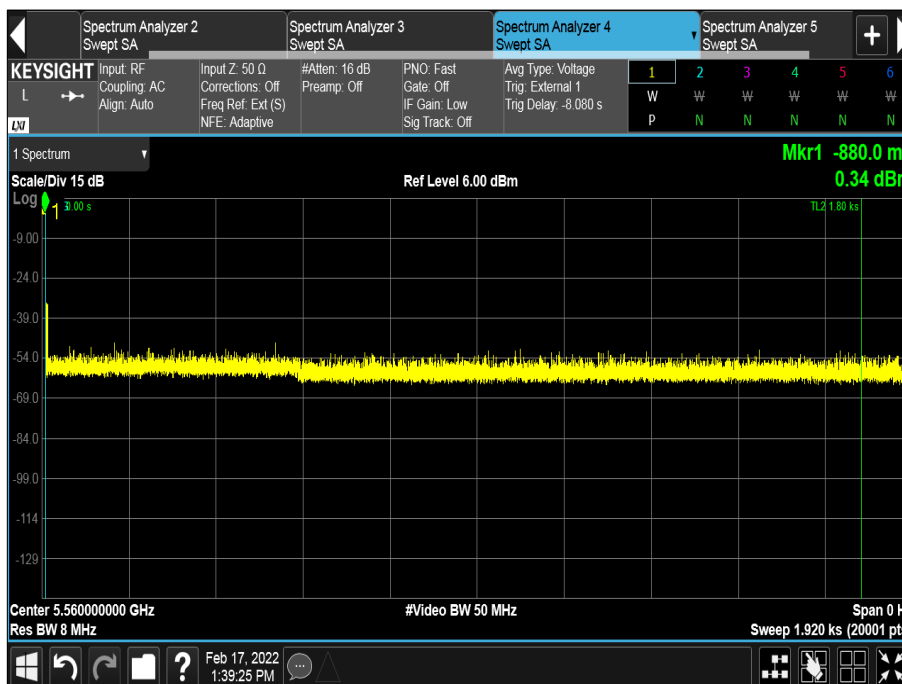 Spectrum Analyzer 2
Swept SA
Spectrum Analyzer 3
Swept SA
Spectrum Analyzer 4
Swept SA
▼
Spectrum Analyzer 5
Swept SA
+
KEYSIGHT
L
LXI
Input: RF
Coupling: AC
Align: Auto
Input Z: 50 Ω
Corrections: Off
Freq Ref: Ext (S)
NFE: Adaptive
#Atten: 16 dB
Preamp: Off
PNO: Fast
Gate: Off
IF Gain: Low
Sig Track: Off
Avg Type: Voltage
Trig: External 1
Trig Delay: -8.080 s
1 2 3 4 5 6
W W W W W W
P N N N N N
1 Spectrum ▼
Scale/Div 15 dB
Ref Level 6.00 dBm
Mkr1 -880.0 m
0.34 dBm
Log
1
0.00 s
TL2 1.80 ks
-9.00
-24.0
-39.0
-54.0
-69.0
-84.0
-99.0
-114
-129
Center 5.560000000 GHz
#Video BW 50 MHz
Span 0 H
Res BW 8 MHz
Sweep 1.920 ks (20001 pts
?
Feb 17, 2022
1:39:25 PM